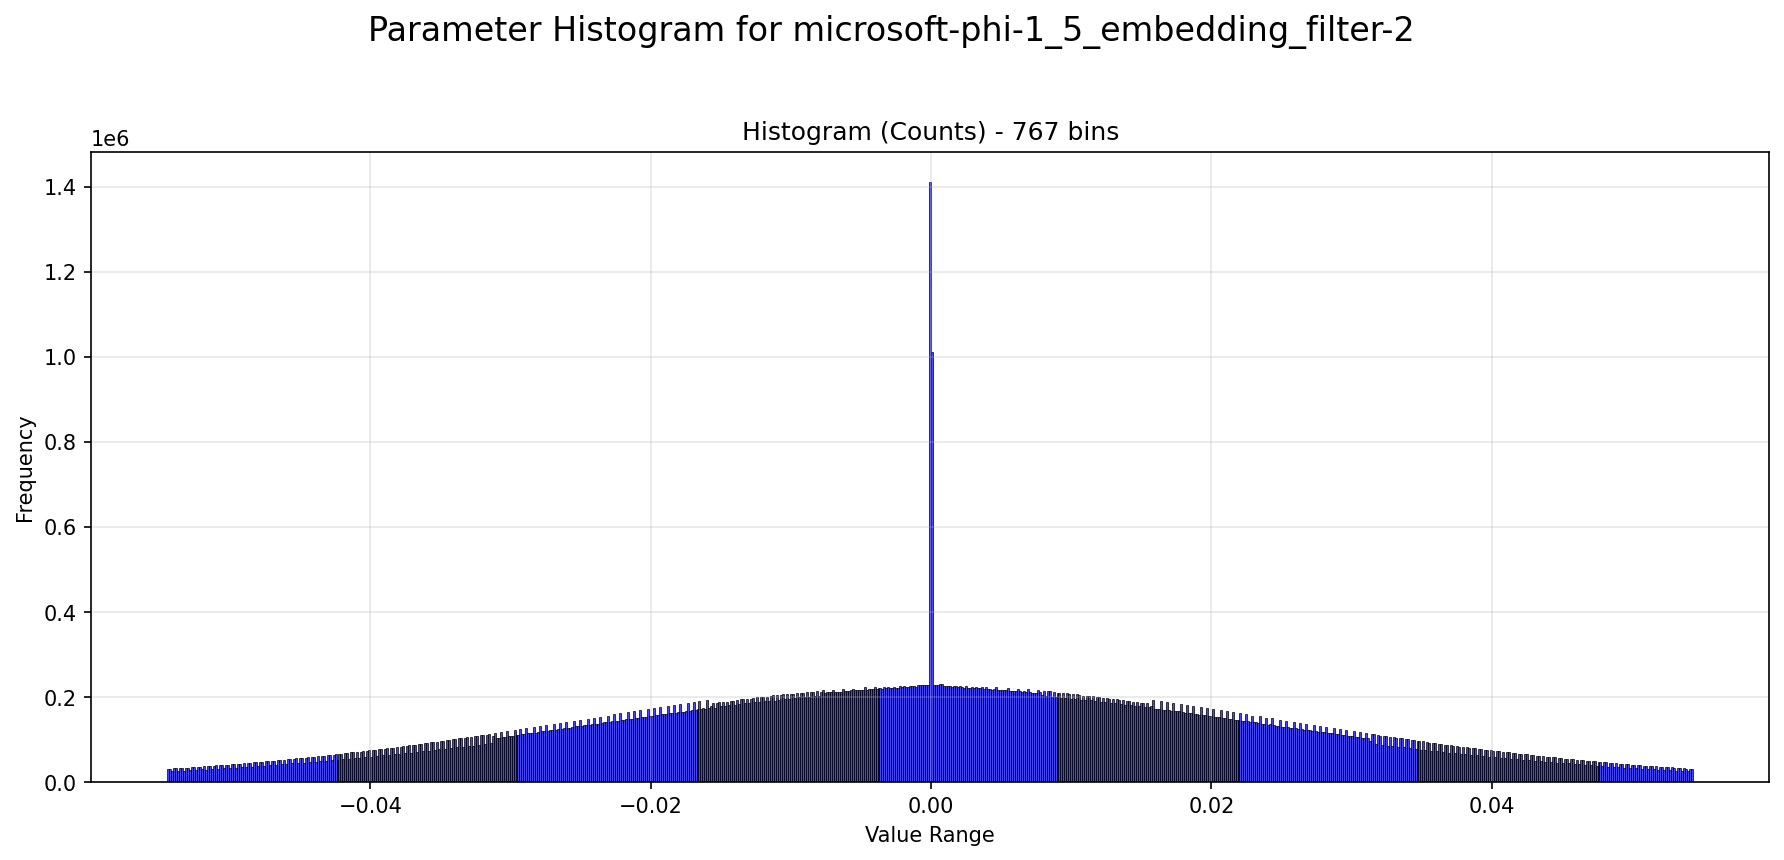 Parameter Histogram for microsoft-phi-1_5_embedding_filter-2
Histogram (Counts) - 767 bins
1e6
1.4
1.2
1.0
0.8
0.6
0.4
0.2
0.0
Frequency
−0.04
−0.02
0.00
0.02
0.04
Value Range